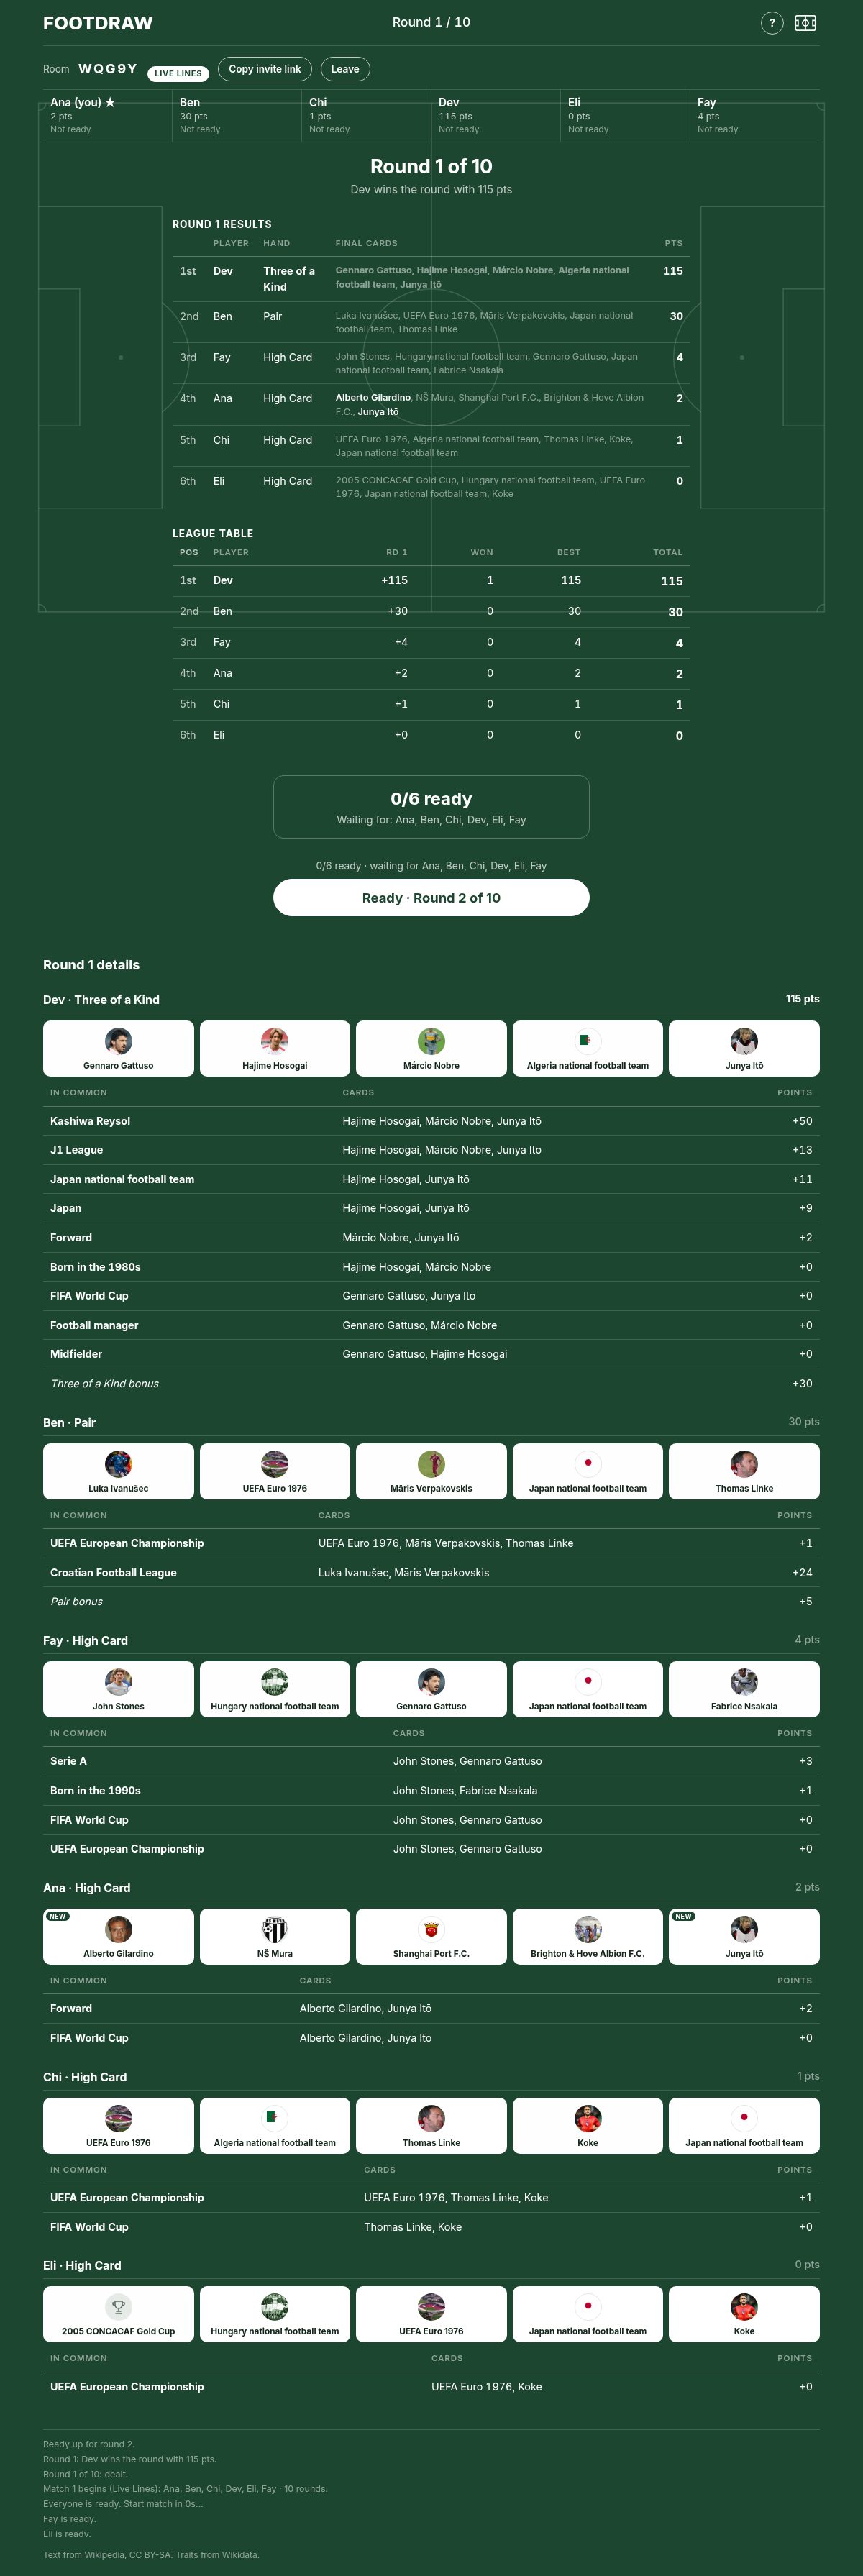 FOOTDRAW
Round 1 / 10
?
Room WQG9Y LIVE LINES Copy invite link Leave
Ana (you) ★ Ben Chi Dev Eli Fay
2 pts 30 pts 1 pts 115 pts 0 pts 4 pts
Not ready Not ready Not ready Not ready Not ready Not ready
Round 1 of 10
Dev wins the round with 115 pts
ROUND 1 RESULTS
PLAYER HAND FINAL CARDS PTS
1st Dev Three of a Kind Gennaro Gattuso, Hajime Hosogai, Márcio Nobre, Algeria national 115
football team, Junya Itō
2nd Ben Pair Luka Ivanušec, UEFA Euro 1976, Māris Verpakovskis, Japan national 30
football team, Thomas Linke
3rd Fay High Card John Stones, Hungary national football team, Gennaro Gattuso, Japan 4
national football team, Fabrice Nsakala
4th Ana High Card Alberto Gilardino, NŠ Mura, Shanghai Port F.C., Brighton & Hove Albion 2
F.C., Junya Itō
5th Chi High Card UEFA Euro 1976, Algeria national football team, Thomas Linke, Koke, 1
Japan national football team
6th Eli High Card 2005 CONCACAF Gold Cup, Hungary national football team, UEFA Euro 0
1976, Japan national football team, Koke
LEAGUE TABLE
POS PLAYER RD 1 WON BEST TOTAL
1st Dev +115 1 115 115
2nd Ben +30 0 30 30
3rd Fay +4 0 4 4
4th Ana +2 0 2 2
5th Chi +1 0 1 1
6th Eli +0 0 0 0
0/6 ready
Waiting for: Ana, Ben, Chi, Dev, Eli, Fay
0/6 ready · waiting for Ana, Ben, Chi, Dev, Eli, Fay
Ready · Round 2 of 10
Round 1 details
Dev · Three of a Kind 115 pts
Gennaro Gattuso Hajime Hosogai Márcio Nobre Algeria national football team Junya Itō
IN COMMON CARDS POINTS
Kashiwa Reysol Hajime Hosogai, Márcio Nobre, Junya Itō +50
J1 League Hajime Hosogai, Márcio Nobre, Junya Itō +13
Japan national football team Hajime Hosogai, Junya Itō +11
Japan Hajime Hosogai, Junya Itō +9
Forward Márcio Nobre, Junya Itō +2
Born in the 1980s Hajime Hosogai, Márcio Nobre +0
FIFA World Cup Gennaro Gattuso, Junya Itō +0
Football manager Gennaro Gattuso, Márcio Nobre +0
Midfielder Gennaro Gattuso, Hajime Hosogai +0
Three of a Kind bonus +30
Ben · Pair 30 pts
Luka Ivanušec UEFA Euro 1976 Māris Verpakovskis Japan national football team Thomas Linke
IN COMMON CARDS POINTS
UEFA European Championship UEFA Euro 1976, Māris Verpakovskis, Thomas Linke +1
Croatian Football League Luka Ivanušec, Māris Verpakovskis +24
Pair bonus +5
Fay · High Card 4 pts
John Stones Hungary national football team Gennaro Gattuso Japan national football team Fabrice Nsakala
IN COMMON CARDS POINTS
Serie A John Stones, Gennaro Gattuso +3
Born in the 1990s John Stones, Fabrice Nsakala +1
FIFA World Cup John Stones, Gennaro Gattuso +0
UEFA European Championship John Stones, Gennaro Gattuso +0
Ana · High Card 2 pts
NEW NEW
Alberto Gilardino NŠ Mura Shanghai Port F.C. Brighton & Hove Albion F.C. Junya Itō
IN COMMON CARDS POINTS
Forward Alberto Gilardino, Junya Itō +2
FIFA World Cup Alberto Gilardino, Junya Itō +0
Chi · High Card 1 pts
UEFA Euro 1976 Algeria national football team Thomas Linke Koke Japan national football team
IN COMMON CARDS POINTS
UEFA European Championship UEFA Euro 1976, Thomas Linke, Koke +1
FIFA World Cup Thomas Linke, Koke +0
Eli · High Card 0 pts
2005 CONCACAF Gold Cup Hungary national football team UEFA Euro 1976 Japan national football team Koke
IN COMMON CARDS POINTS
UEFA European Championship UEFA Euro 1976, Koke +0
Ready up for round 2.
Round 1: Dev wins the round with 115 pts.
Round 1 of 10: dealt.
Match 1 begins (Live Lines): Ana, Ben, Chi, Dev, Eli, Fay · 10 rounds.
Everyone is ready. Start match in 0s...
Fay is ready.
Eli is ready.
Text from Wikipedia, CC BY-SA. Traits from Wikidata.